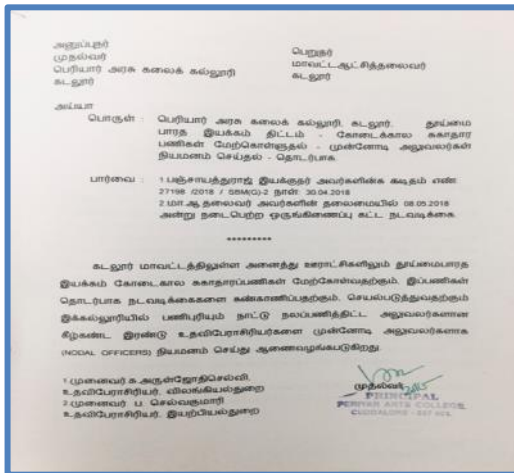 அனுப்புநர்
முதல்வர்
பெரியார் அரசு கலைக் கல்லூரி
கடலூர்
பெறுநர்
மாவட்டஆட்சித்தலைவர்
கடலூர்
அய்யா
பொருள் : பெரியார் அரசு கலைக் கல்லூரி, கடலூர். தூய்மை
பாரத இயக்கம் திட்டம் - கோடைக்கால சுகாதார
பணிகள் மேற்கொள்ளுதல் - முன்னோடி அலுவலர்கள்
நியமனம் செய்தல் - தொடர்பாக.
பார்வை : 1.பஞ்சாயத்துராஜ் இயக்குநர் அவர்களின்க கடிதம் எண்:
27198 /2018 / SBM(G)-2 நாள்: 30.04.2018
2.மா.ஆ.தலைவர் அவர்களின் தலைமையில் 08.05.2018
அன்று நடைபெற்ற ஒருங்கிணைப்பு கூட்ட நடவடிக்கை.
*********
கடலூர் மாவட்டத்திலுள்ள அனைத்து ஊராட்சிகளிலும் தூய்மைபாரத
இயக்கம் கோடைகால சுகாதாரப்பணிகள் மேற்கோள்வதற்கும், இப்பணிகள்
தொடர்பாக நடவடிக்கைகளை கண்காணிப்பதற்கும், செயல்படுத்துவதற்கும்
இக்கல்லூரியில் பணிபுரியும் நாட்டு நலப்பணித்திட்ட அலுவலர்களான
கீழ்கண்ட இரண்டு உதவிபேராசிரியர்களை முன்னோடி அலுவலர்களாக
(NODAL OFFICERS) நியமனம் செய்து ஆணைவழங்கபடுகிறது.
1.முனைவர் க.அருள்ஜோதிசெல்வி,
உதவிபேராசிரியர், விலங்கியல்துறை
2.முனைவர். ப. செல்வகுமாரி
உதவிபேராசிரியர், இயற்பியல்துறை
முதல்வர்
PRINCIPAL
PERIYAR ARTS COLLEGE
CUDDALORE - 607 001.